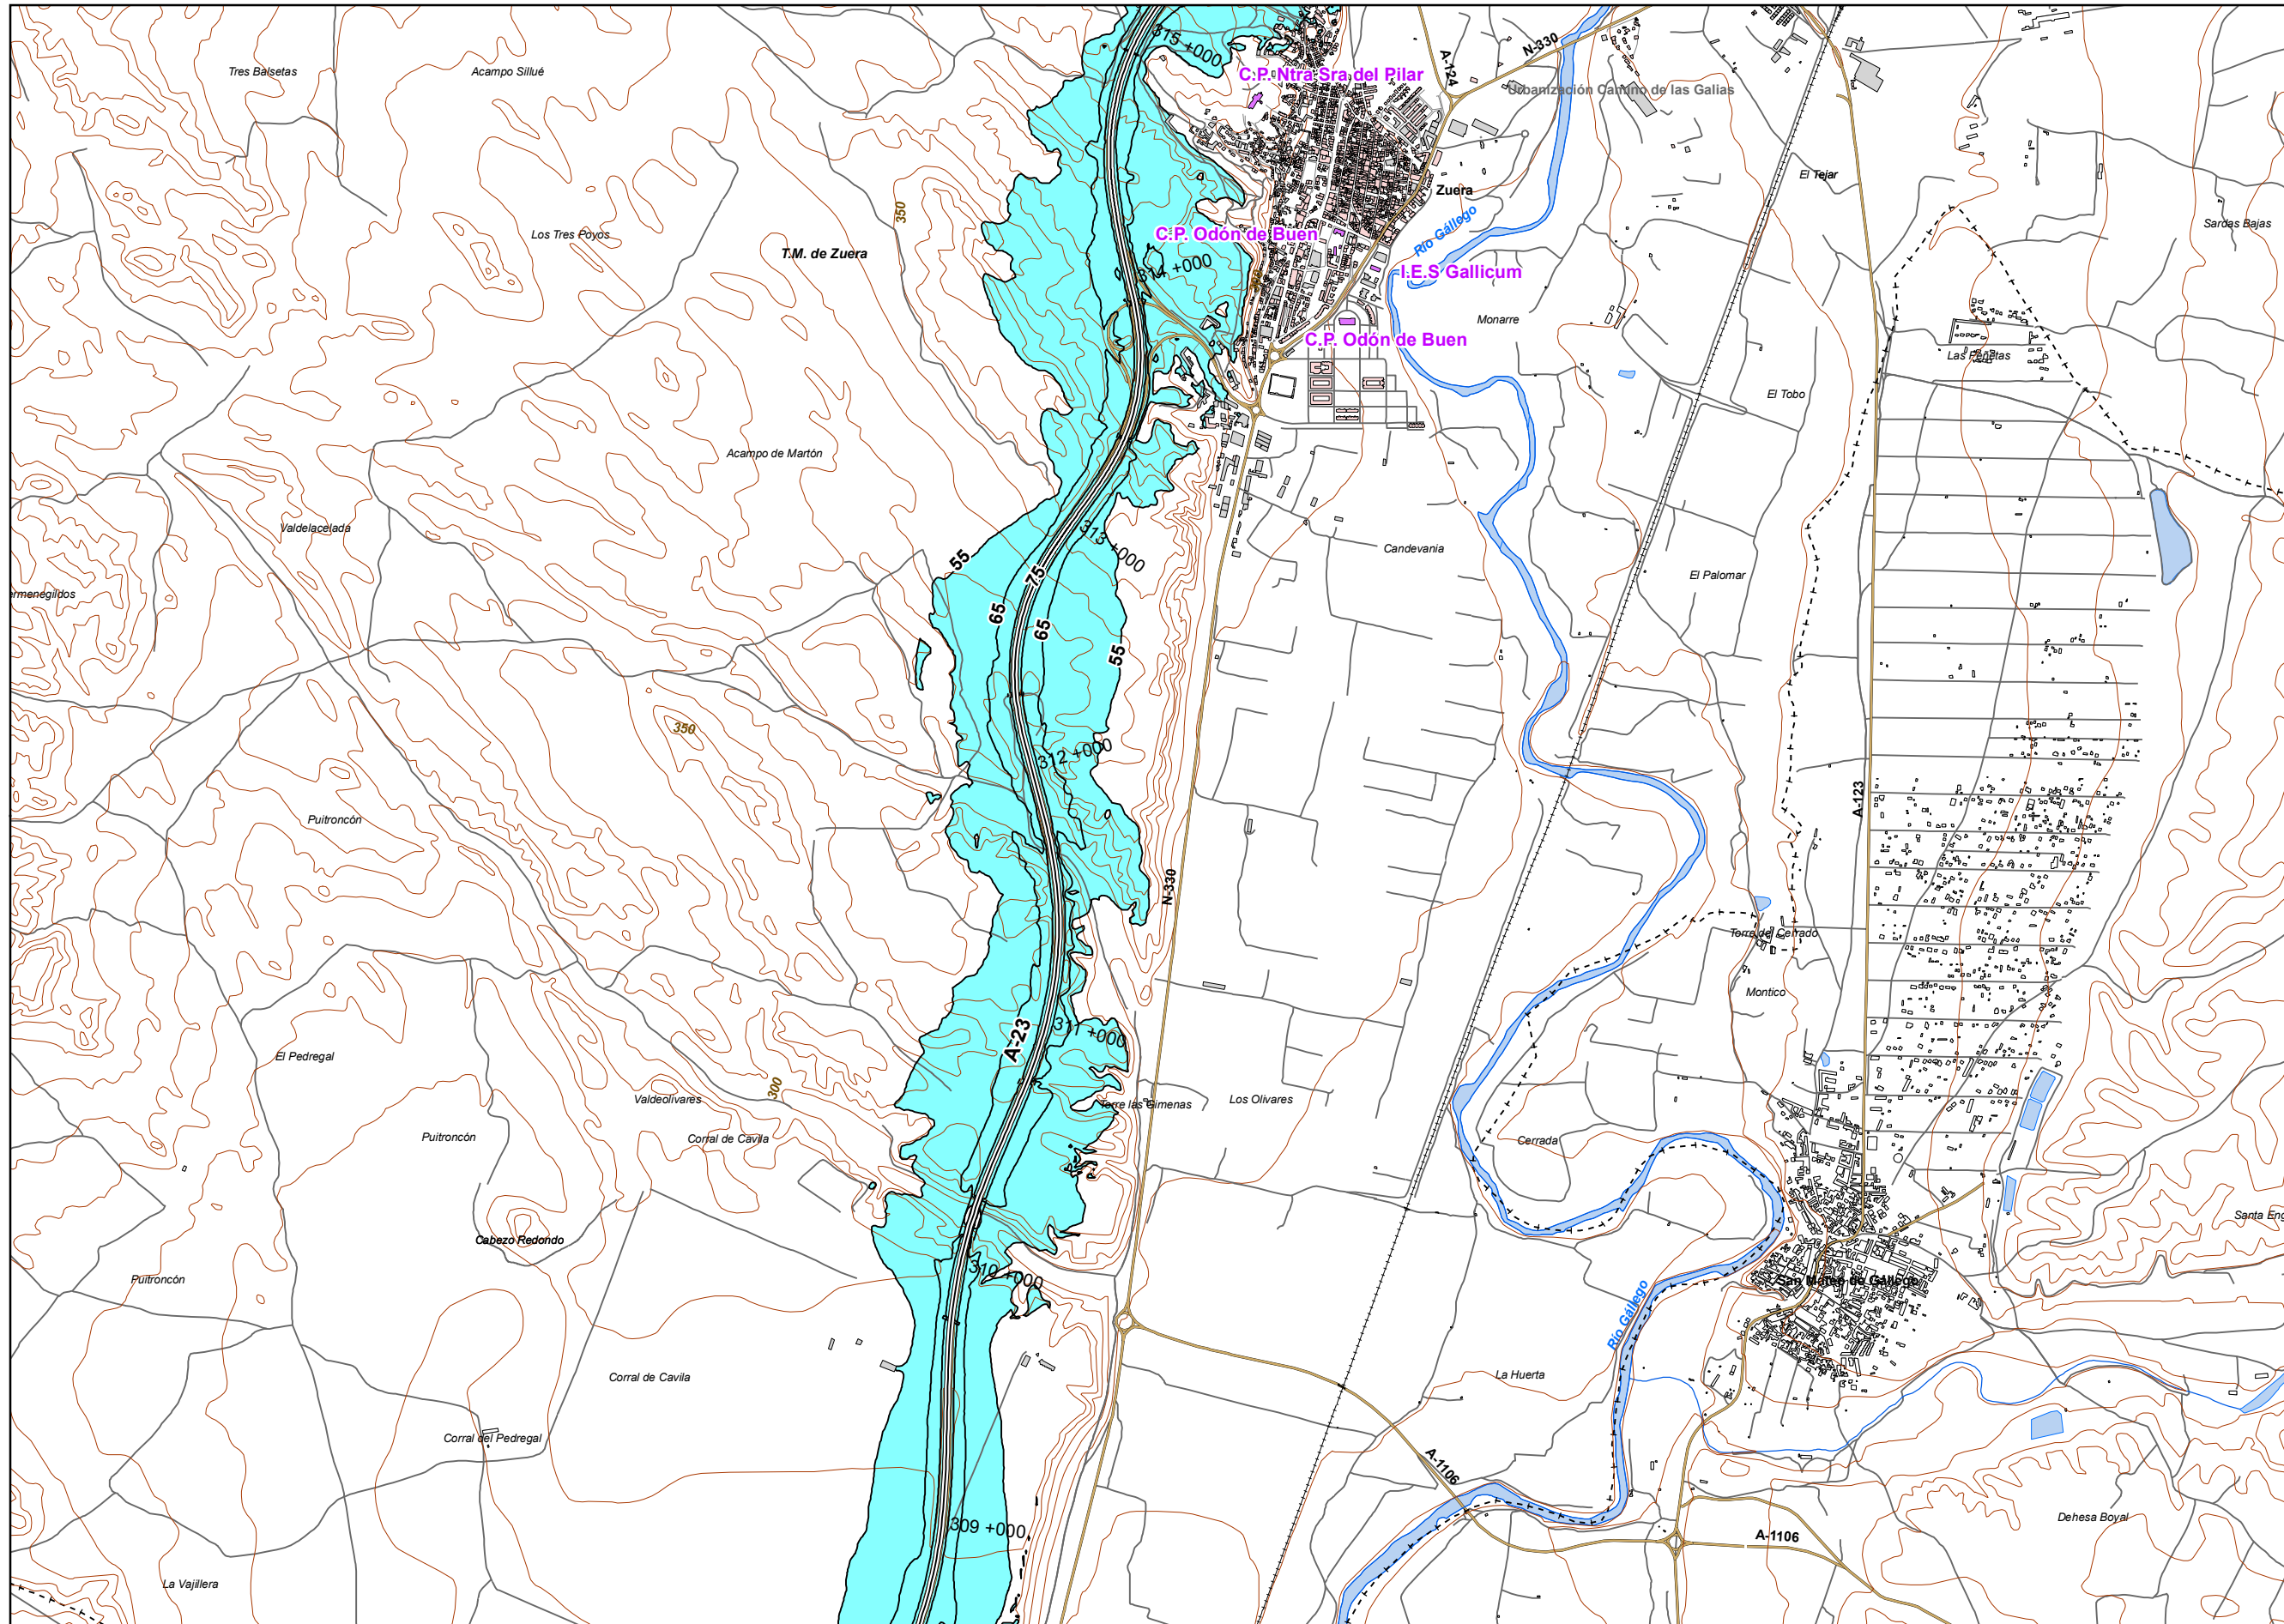 315 +000
N-330
A-124
Tres Balsetas
Acampo Sillué
C.P. Ntra Sra del Pilar
Urbanización Camino de las Galias
El Tejar
Zuera
350
Río Gállego
Sardas Bajas
Los Tres Poyos
C.P. Odón de Buen
T.M. de Zuera
314 +000
I.E.S Gallicum
300
Monarre
C.P. Odón de Buen
Las Peñetas
El Tobo
Acampo de Martón
Valdelacelada
313 +000
Candevania
55
75
El Palomar
ermenegildos
65
65
55
350
312 +000
A-123
Puitroncón
N-330
Torre del Cerrado
Montico
A-23
311 +000
El Pedregal
300
Valdeolivares
Torre las Gimenas
Los Olivares
Puitroncón
Corral de Cavila
Cerrada
Santa Eng
Cabezo Redondo
310 +000
Puitroncón
San Mateo de Gállego
Río Gállego
Corral de Cavila
La Huerta
Corral del Pedregal
A-1106
309 +000
A-1106
Dehesa Boyal
La Vajillera